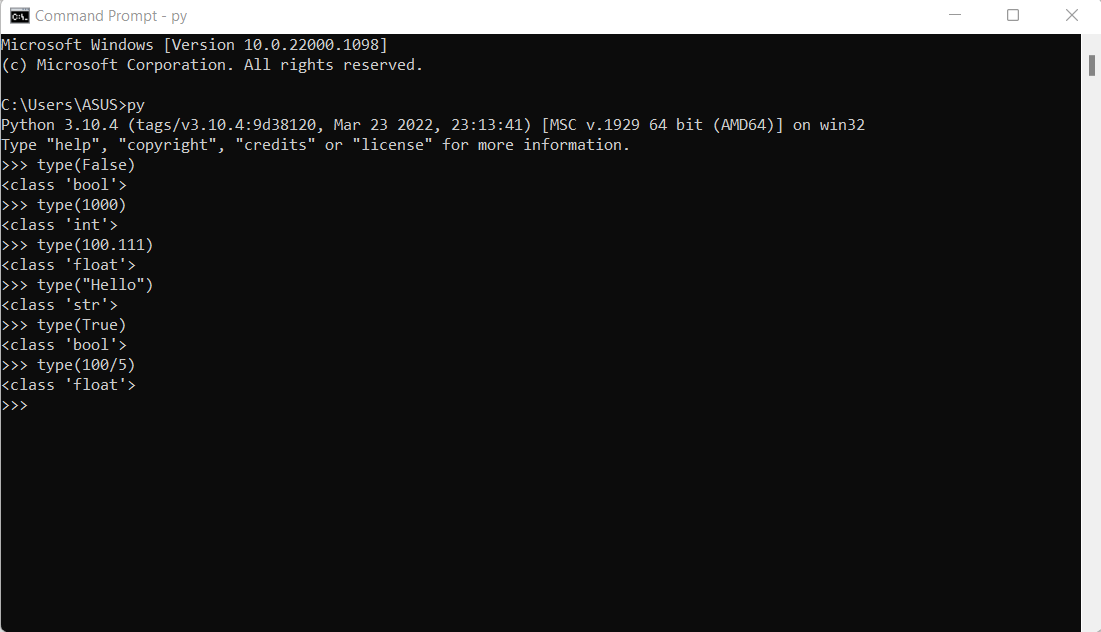 Command Prompt - py
Microsoft Windows [Version 10.0.22000.1098]
(c) Microsoft Corporation. All rights reserved.
C:\Users\ASUS>py
Python 3.10.4 (tags/v3.10.4:9d38120, Mar 23 2022, 23:13:41) [MSC v.1929 64 bit (AMD64)] on win32
Type "help", "copyright", "credits" or "license" for more information.
>>> type(False)
<class 'bool'>
>>> type(1000)
<class 'int'>
>>> type(100.111)
<class 'float'>
>>> type("Hello")
<class 'str'>
>>> type(True)
<class 'bool'>
>>> type(100/5)
<class 'float'>
>>>